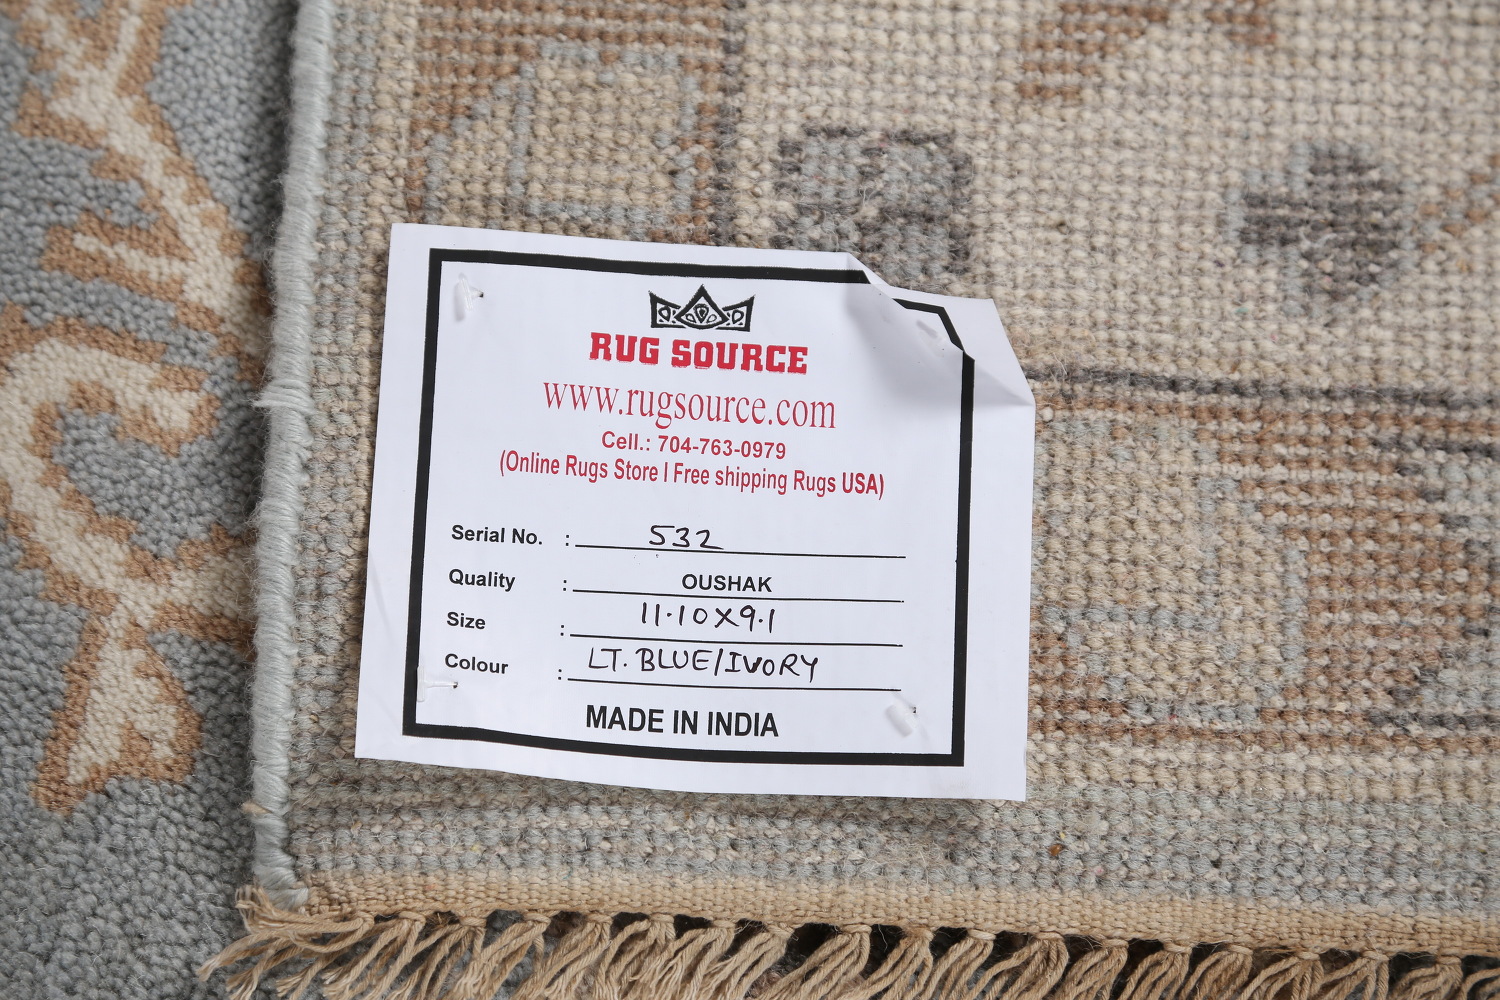 RUG SOURCE
www.rugsource.com
Cell.: 704-763-0979
(Online Rugs Store | Free shipping Rugs USA)
Serial No. : 532
Quality : OUSHAK
Size : 11.10X9.1
Colour : LT. BLUE/IVORY
MADE IN INDIA